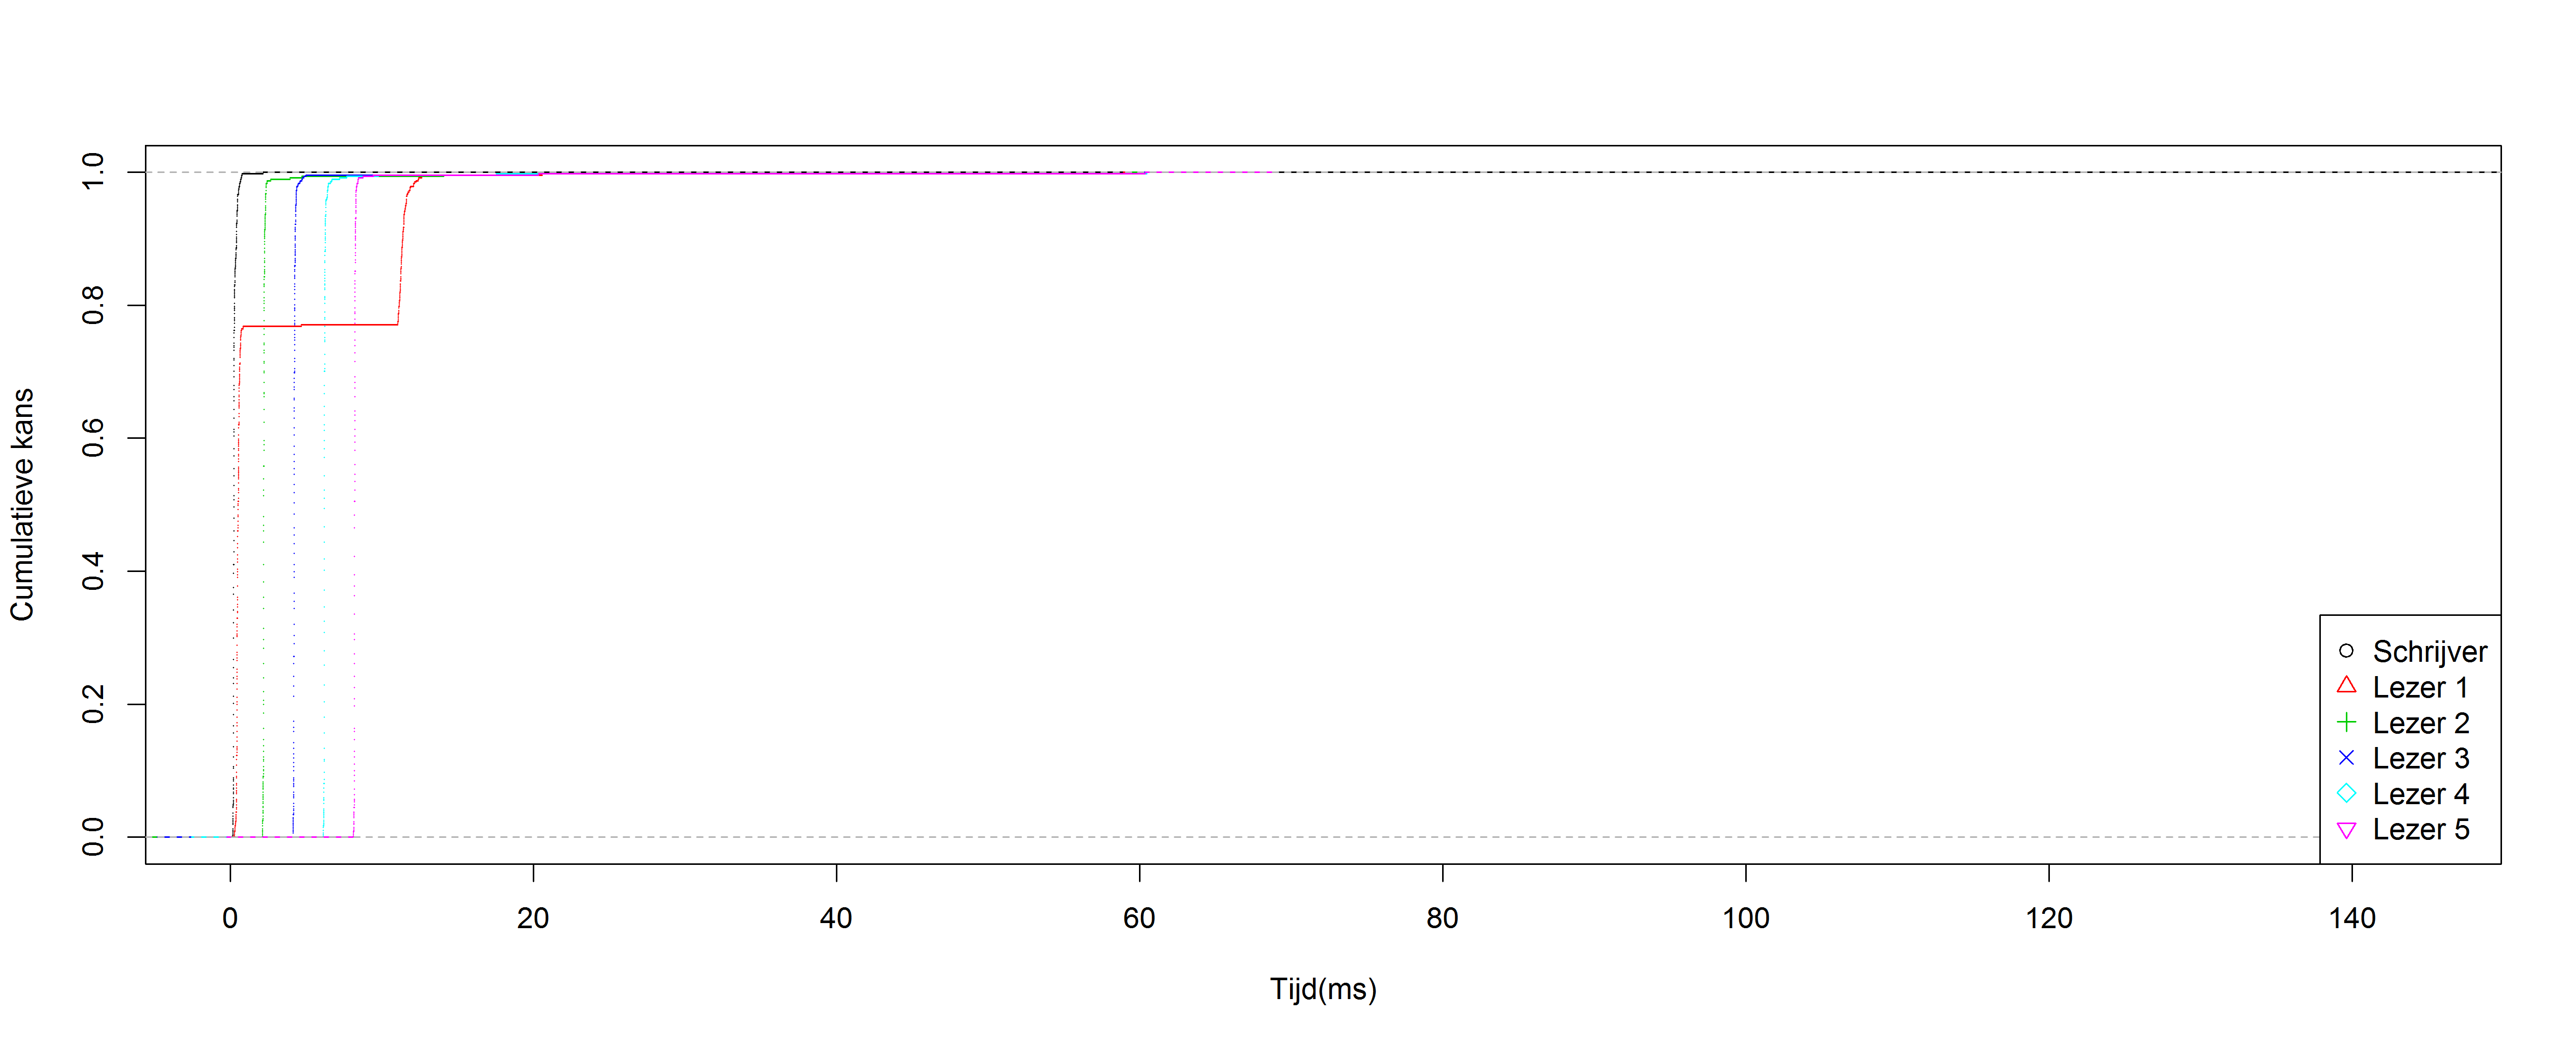 Cumulatieve kans
1.0
0.8
0.6
0.4
0.2
0.0
Schrijver
Lezer 1
Lezer 2
Lezer 3
Lezer 4
Lezer 5
0 20 40 60 80 100 120 140
Tijd(ms)